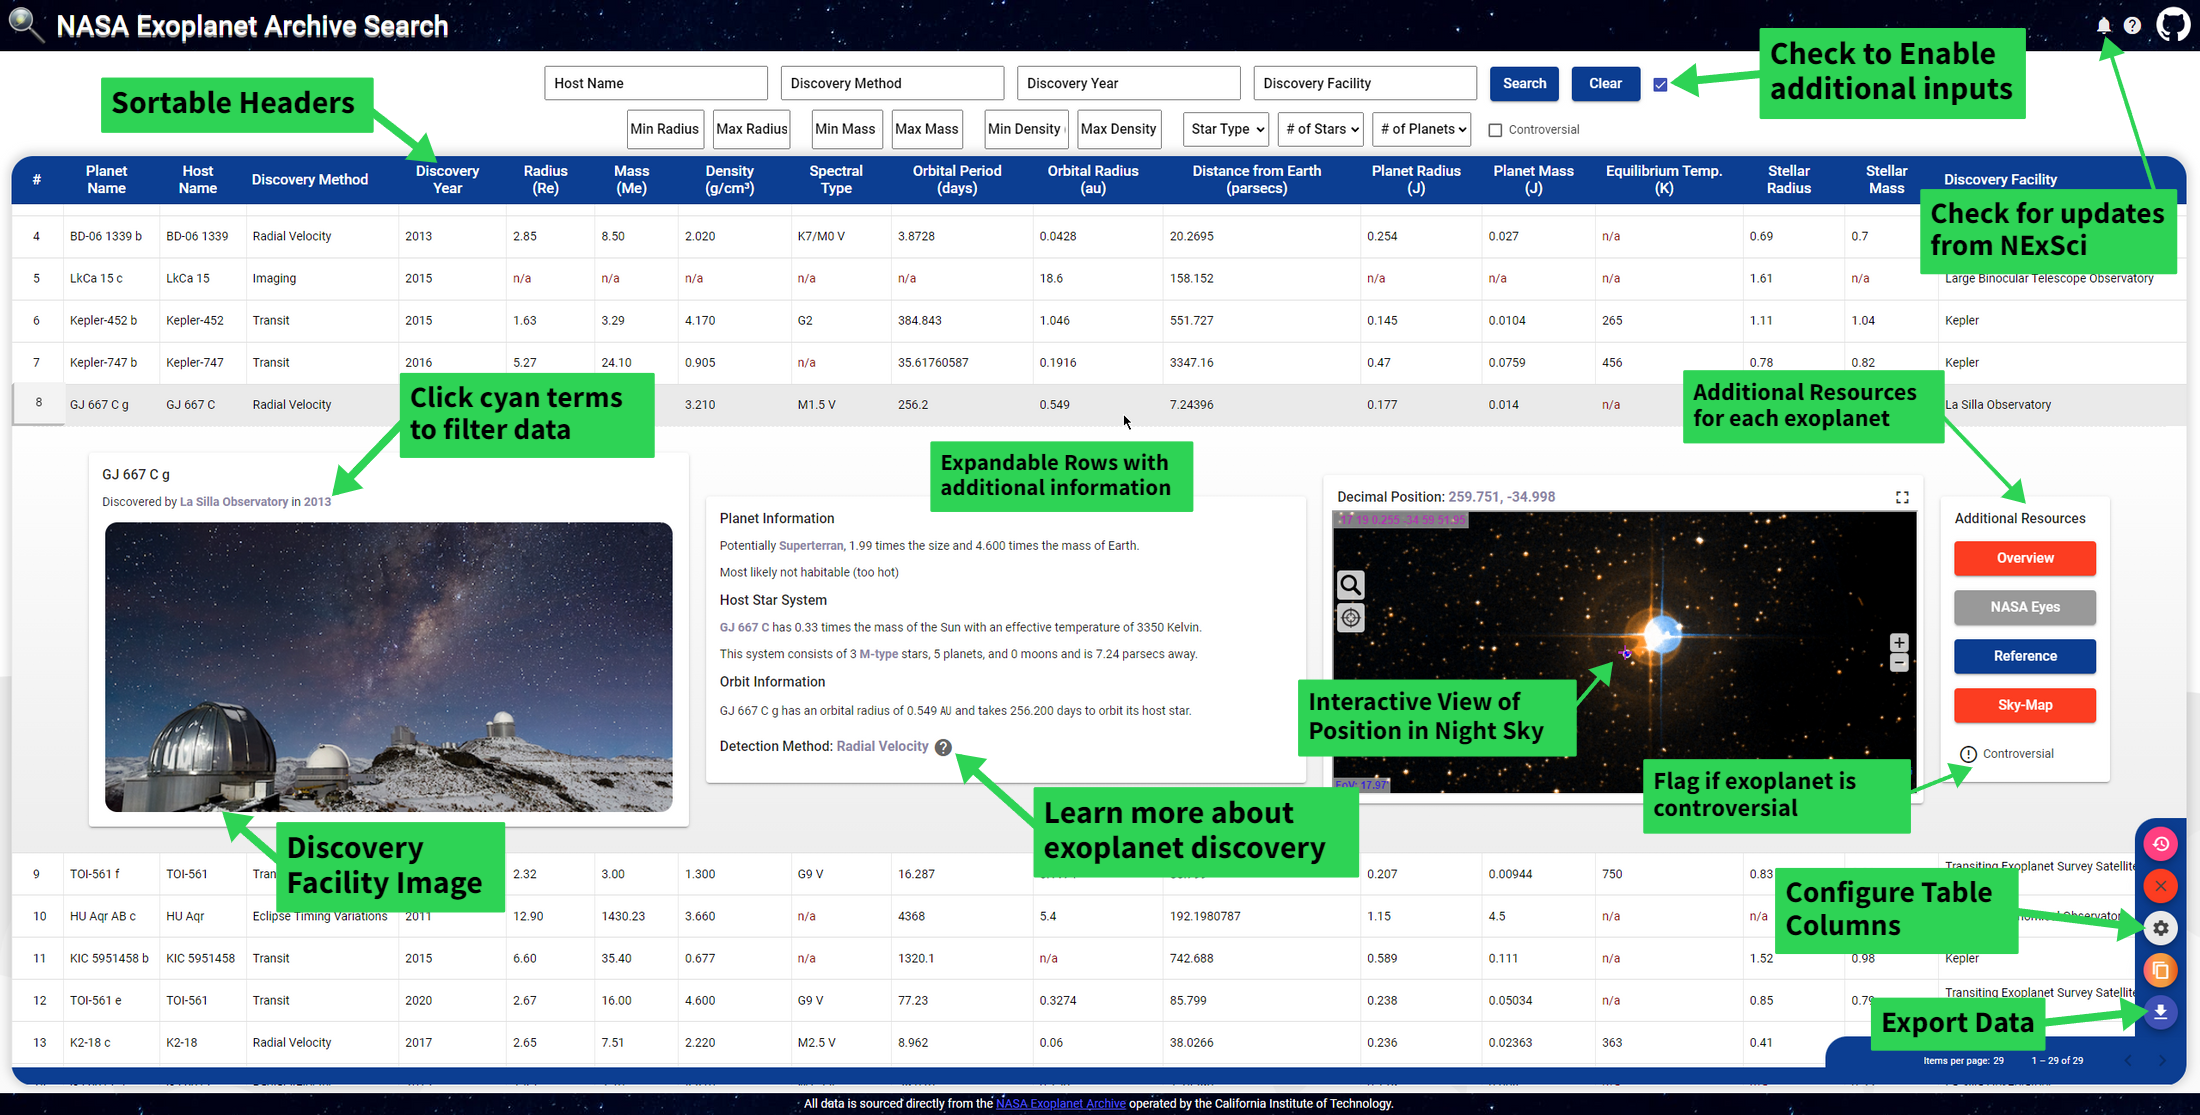 NASA Exoplanet Archive Search
Check to Enable
additional inputs
Sortable Headers
Host Name
Discovery Method
Discovery Year
Discovery Facility
Search
Clear
Min Radius
Max Radius
Min Mass
Max Mass
Min Density
Max Density
Star Type
# of Stars
# of Planets
Controversial
# Planet Name Host Name Discovery Method Discovery Year Radius (Re) Mass (Me) Density (g/cm³) Spectral Type Orbital Period (days) Orbital Radius (au) Distance from Earth (parsecs) Planet Radius (J) Planet Mass (J) Equilibrium Temp. (K) Stellar Radius Stellar Mass Discovery Facility
Check for updates
from NExSci
4 BD-06 1339 b BD-06 1339 Radial Velocity 2013 2.85 8.50 2.020 K7/M0 V 3.8728 0.0428 20.2695 0.254 0.027 n/a 0.69 0.7
5 LkCa 15 c LkCa 15 Imaging 2015 n/a n/a n/a n/a n/a 18.6 158.152 n/a n/a n/a 1.61 n/a Large Binocular Telescope Observatory
6 Kepler-452 b Kepler-452 Transit 2015 1.63 3.29 4.170 G2 384.843 1.046 551.727 0.145 0.0104 265 1.11 1.04 Kepler
7 Kepler-747 b Kepler-747 Transit 2016 5.27 24.10 0.905 n/a 35.61760587 0.1916 3347.16 0.47 0.0759 456 0.78 0.82 Kepler
8 GJ 667 C g GJ 667 C Radial Velocity 3.210 M1.5 V 256.2 0.549 7.24396 0.177 0.014 n/a La Silla Observatory
Click cyan terms
to filter data
Additional Resources
for each exoplanet
Expandable Rows with
additional information
GJ 667 C g
Discovered by La Silla Observatory in 2013
Planet Information
Potentially Superterran, 1.99 times the size and 4.600 times the mass of Earth.
Most likely not habitable (too hot)
Host Star System
GJ 667 C has 0.33 times the mass of the Sun with an effective temperature of 3350 Kelvin.
This system consists of 3 M-type stars, 5 planets, and 0 moons and is 7.24 parsecs away.
Orbit Information
GJ 667 C g has an orbital radius of 0.549 AU and takes 256.200 days to orbit its host star.
Detection Method: Radial Velocity
Decimal Position: 259.751, -34.998
17 19 0.255 -34 59 51.95
FoV: 17.97'
Interactive View of
Position in Night Sky
Additional Resources
Overview
NASA Eyes
Reference
Sky-Map
Controversial
Flag if exoplanet is
controversial
Learn more about
exoplanet discovery
Discovery
Facility Image
9 TOI-561 f TOI-561 2.32 3.00 1.300 G9 V 16.287 0.207 0.00944 750 0.83 Transiting Exoplanet Survey Satellite
10 HU Aqr AB c HU Aqr Eclipse Timing Variations 2011 12.90 1430.23 3.660 n/a 4368 5.4 192.1980787 1.15 4.5 n/a n/a
11 KIC 5951458 b KIC 5951458 Transit 2015 6.60 35.40 0.677 n/a 1320.1 n/a 742.688 0.589 0.111 n/a 1.52 0.98 Kepler
12 TOI-561 e TOI-561 Transit 2020 2.67 16.00 4.600 G9 V 77.23 0.3274 85.799 0.238 0.05034 n/a 0.85 Transiting Exoplanet Survey Satellite
13 K2-18 c K2-18 Radial Velocity 2017 2.65 7.51 2.220 M2.5 V 8.962 0.06 38.0266 0.236 0.02363 363 0.41
Configure Table
Columns
Export Data
Items per page: 29
1 – 29 of 29
All data is sourced directly from the NASA Exoplanet Archive operated by the California Institute of Technology.